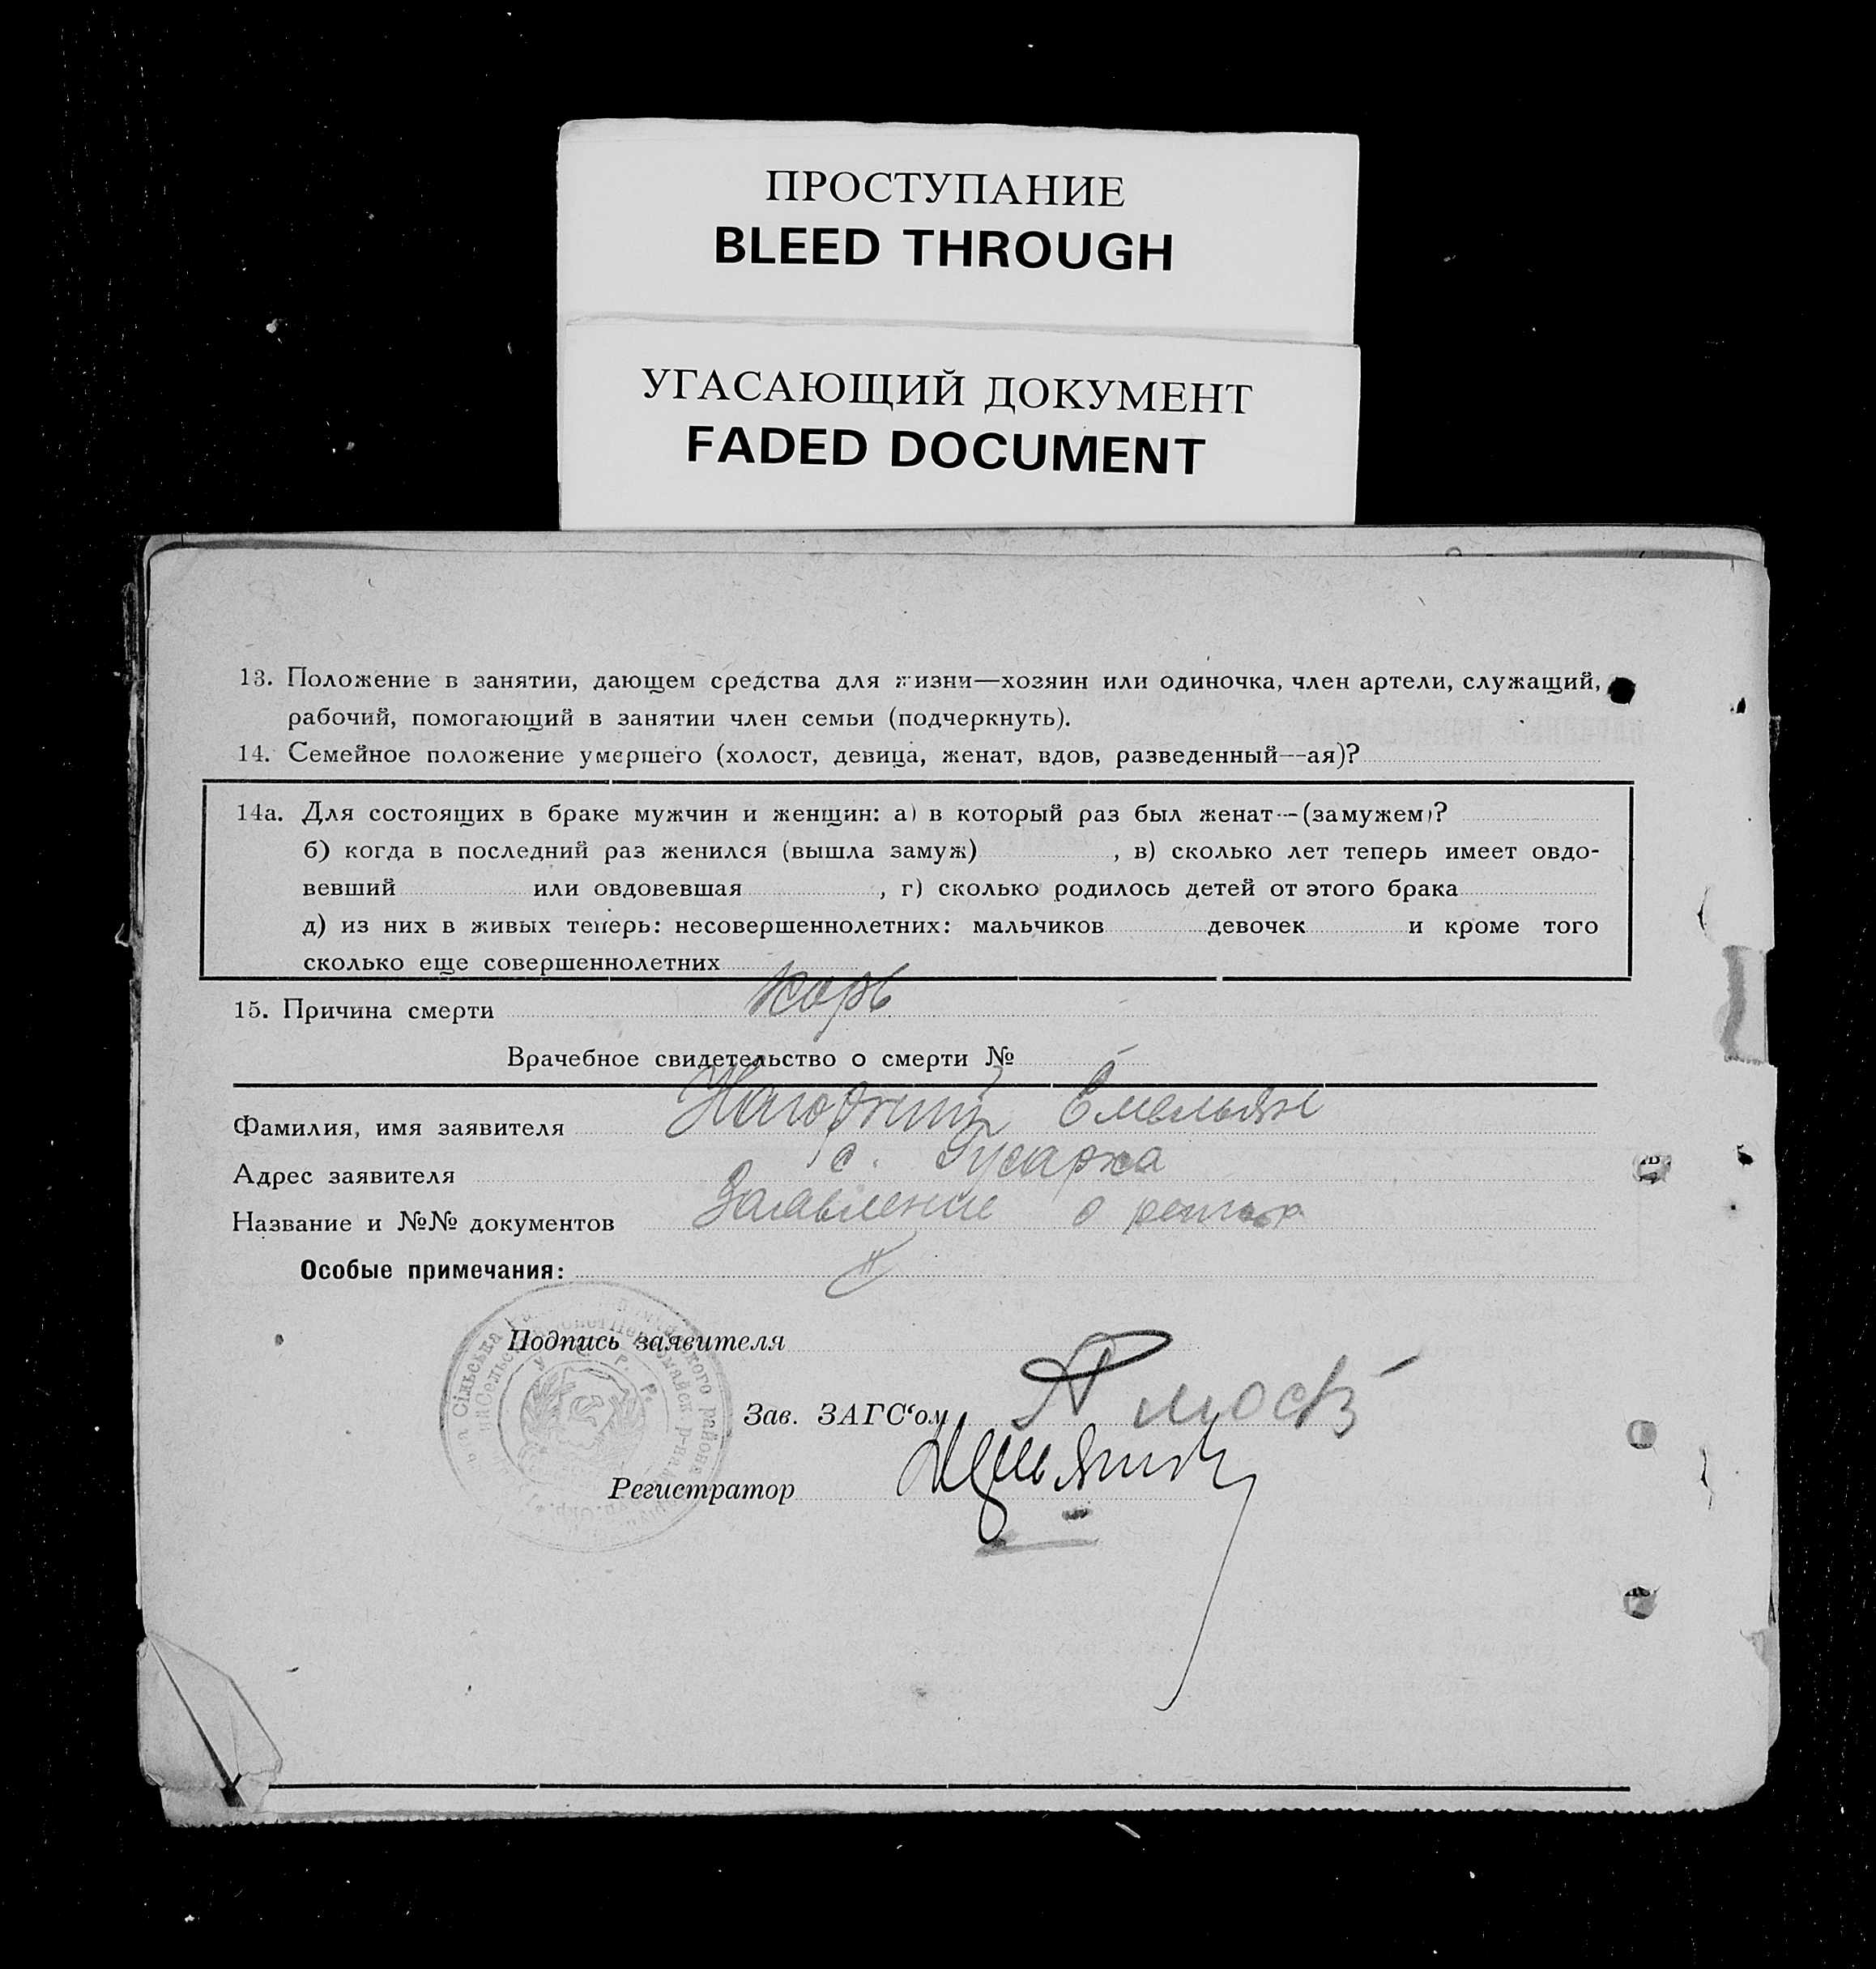 ПРОСТУПАНИЕ
BLEED THROUGH
УГАСАЮЩИЙ ДОКУМЕНТ
FADED DOCUMENT
13. Положение в занятии, дающем средства для жизни—хозяин или одиночка, член артели, служащий,
рабочий, помогающий в занятии член семьи (подчеркнуть).
14. Семейное положение умершего (холост, девица, женат, вдов, разведенный—ая)?
14а. Для состоящих в браке мужчин и женщин: а) в который раз был женат—(замужем)?
б) когда в последний раз женился (вышла замуж) , в) сколько лет теперь имеет овдо-
вевший или овдовевшая , г) сколько родилось детей от этого брака
д) из них в живых теперь: несовершеннолетних: мальчиков девочек и кроме того
сколько еще совершеннолетних
15. Причина смерти корь
Врачебное свидетельство о смерти № —
Фамилия, имя заявителя Нагорний Емельян
Адрес заявителя с. Гусарка
Название и №№ документов Заявление о
Особые примечания:
Подпись заявителя
Зав. ЗАГС‘ом
Регистратор